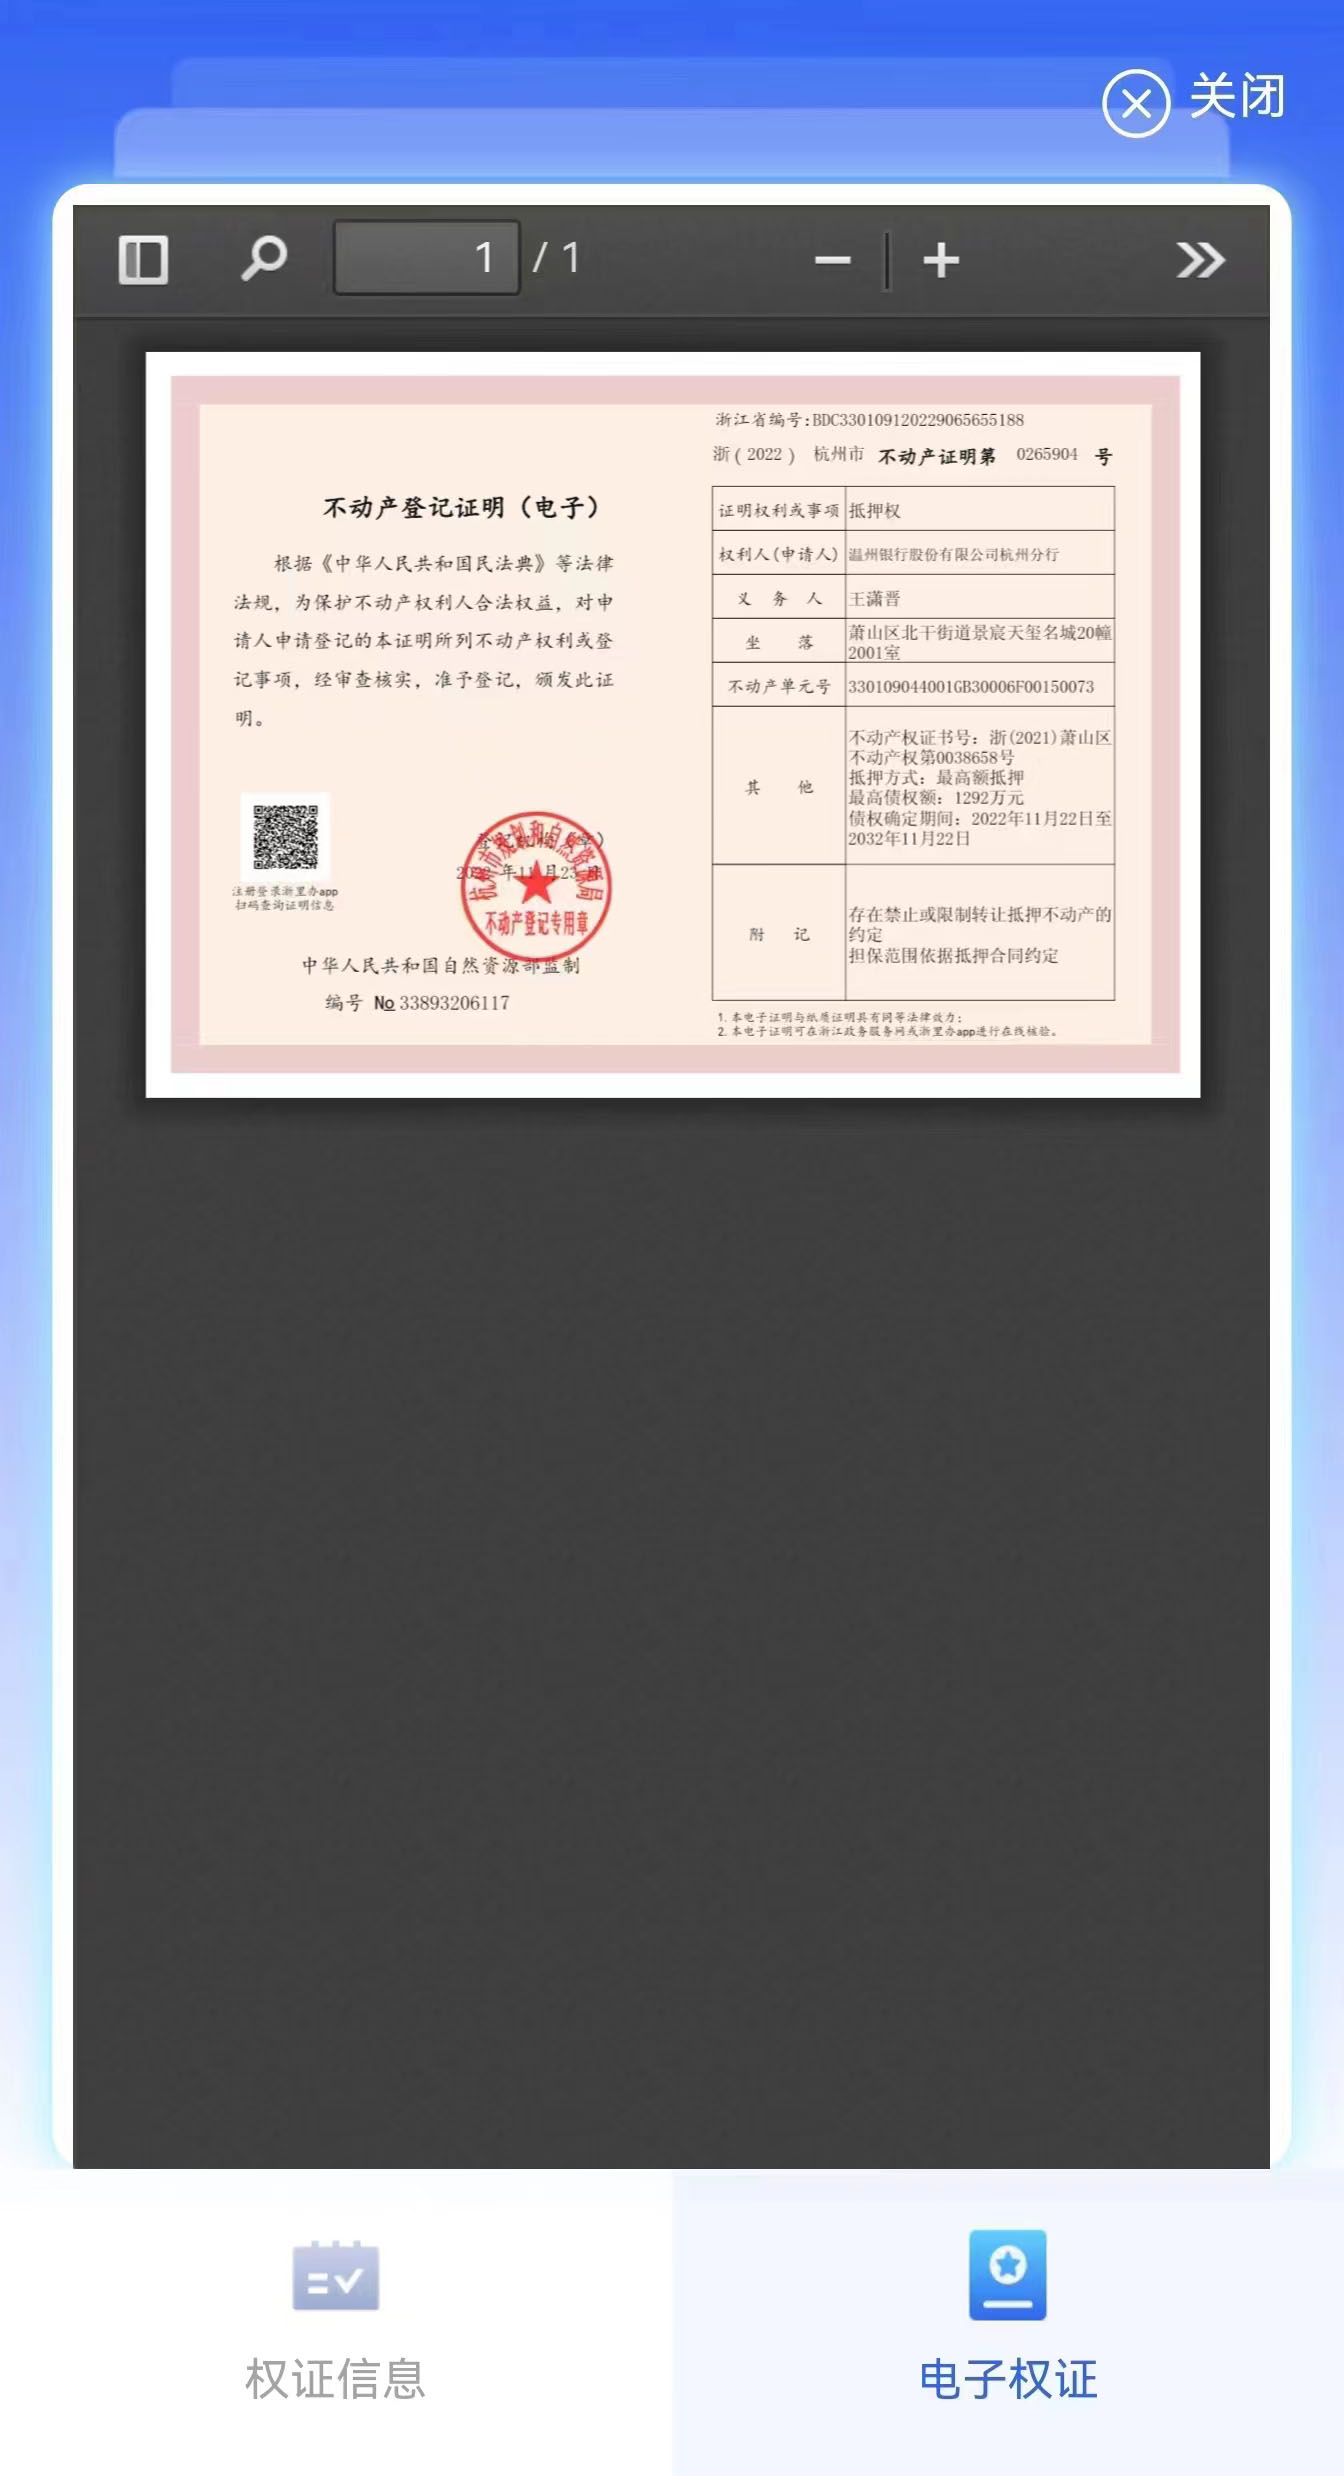 关闭
1 / 1
不动产登记证明（电子）
根据《中华人民共和国民法典》等法律
法规，为保护不动产权利人合法权益，对申
请人申请登记的本证明所列不动产权利或登
记事项，经审查核实，准予登记，颁发此证
明。
注册登录浙里办app
扫码查询证明信息
年11月23日
杭州市规划和自然资源局
不动产登记专用章
中华人民共和国自然资源部监制
编号 No 33893206117
浙江省编号:BDC330109120229065655188
浙 ( 2022 ) 杭州市 不动产证明第 0265904 号
证明权利或事项 抵押权
权利人(申请人) 温州银行股份有限公司杭州分行
义 务 人 王潇晋
坐 落 萧山区北干街道景宸天玺名城20幢
2001室
不动产单元号 330109044001GB30006F00150073
其 他
不动产权证书号：浙(2021)萧山区
不动产权第0038658号
抵押方式：最高额抵押
最高债权额：1292万元
债权确定期间：2022年11月22日至
2032年11月22日
附 记
存在禁止或限制转让抵押不动产的
约定
担保范围依据抵押合同约定
1. 本电子证明与纸质证明具有同等法律效力；
2. 本电子证明可在浙江政务服务网或浙里办app进行在线核验。
权证信息
电子权证